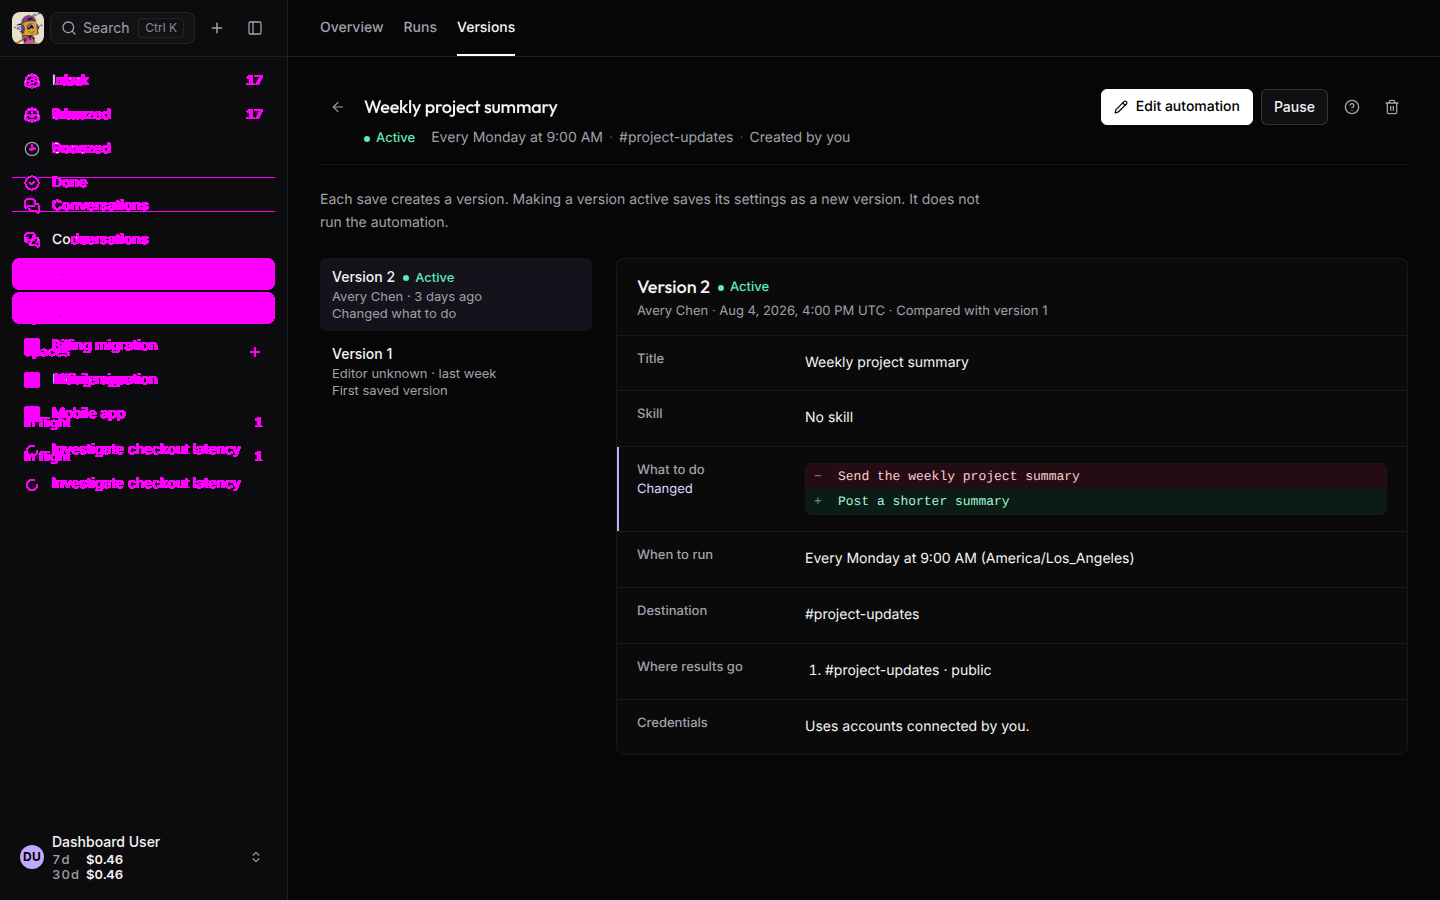 Search Ctrl K
17
17
Done
Conversations
Billing migration
Mobile app
In flight 1
Investigate checkout latency
In flight 1
Investigate checkout latency
DU Dashboard User
7d $0.46
30d $0.46
Overview Runs Versions
Weekly project summary
Edit automation Pause
Active Every Monday at 9:00 AM · #project-updates · Created by you
Each save creates a version. Making a version active saves its settings as a new version. It does not
run the automation.
Version 2 Active
Avery Chen · 3 days ago
Changed what to do
Version 1
Editor unknown · last week
First saved version
Version 2 Active
Avery Chen · Aug 4, 2026, 4:00 PM UTC · Compared with version 1
Title Weekly project summary
Skill No skill
What to do
Changed
− Send the weekly project summary
+ Post a shorter summary
When to run Every Monday at 9:00 AM (America/Los_Angeles)
Destination #project-updates
Where results go 1. #project-updates · public
Credentials Uses accounts connected by you.